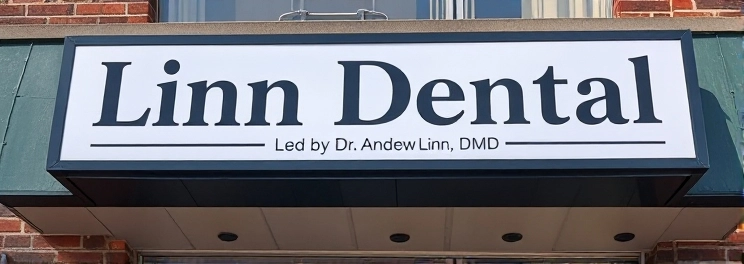 Linn Dental
Led by Dr. Andew Linn, DMD